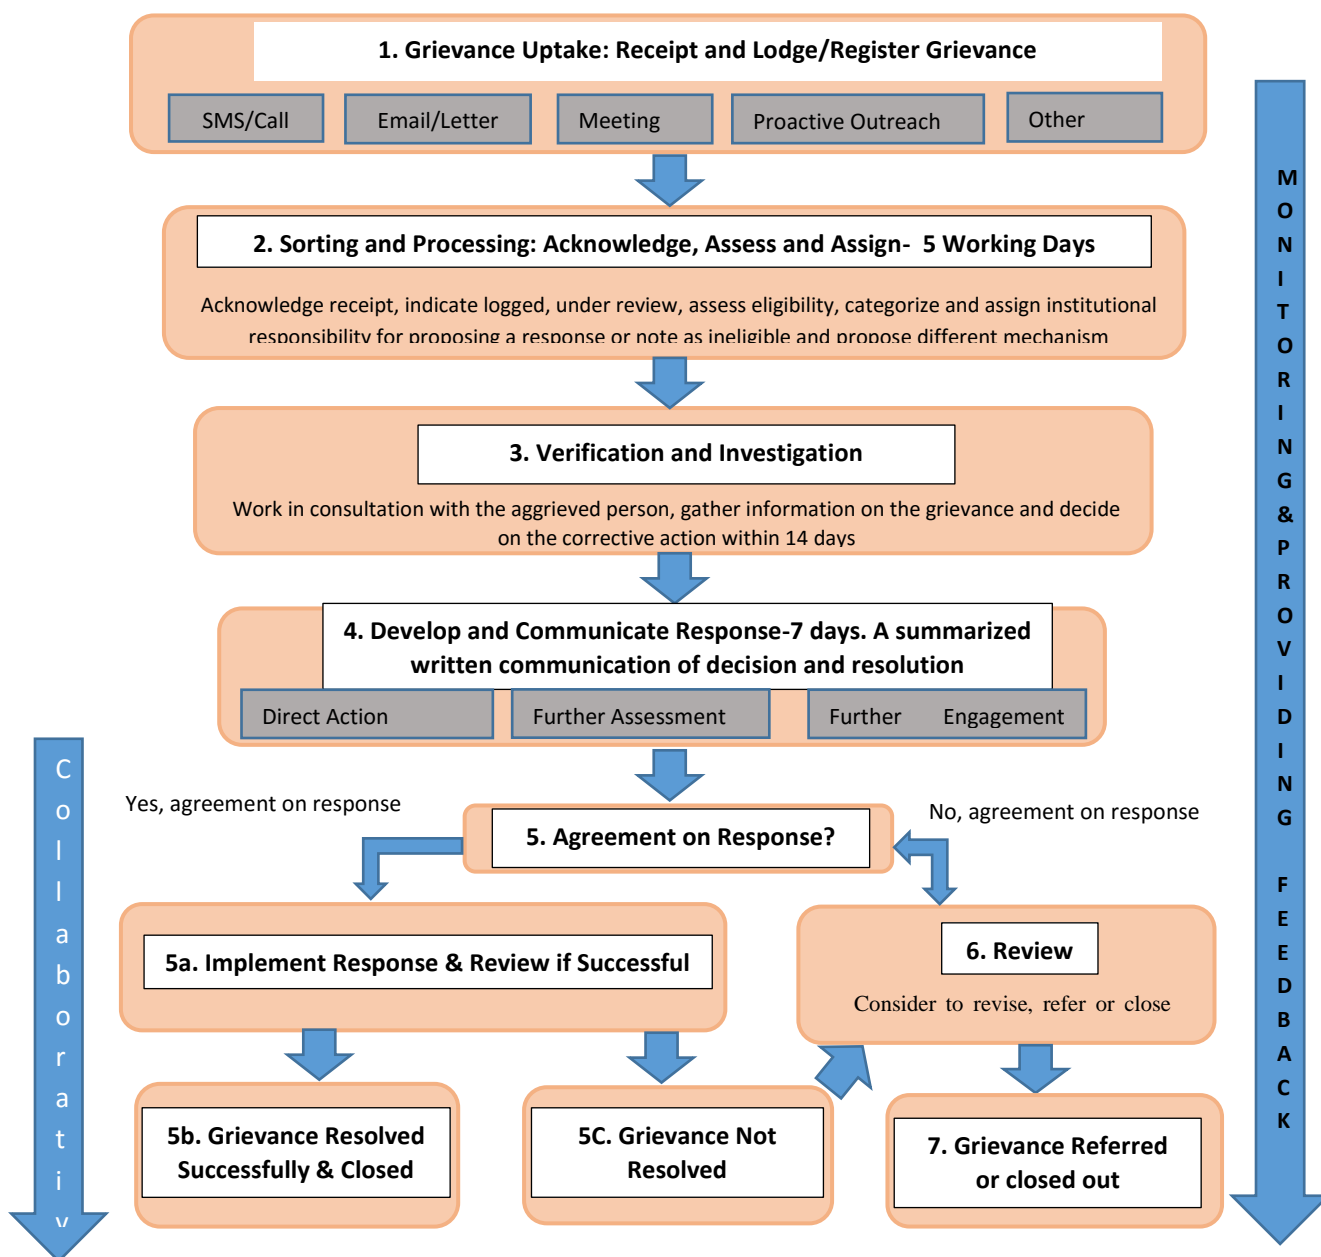 1. Grievance Uptake: Receipt and Lodge/Register Grievance
SMS/Call
Email/Letter
Meeting
Proactive Outreach
Other
2. Sorting and Processing: Acknowledge, Assess and Assign- 5 Working Days
Acknowledge receipt, indicate logged, under review, assess eligibility, categorize and assign institutional
responsibility for proposing a response or note as ineligible and propose different mechanism
3. Verification and Investigation
Work in consultation with the aggrieved person, gather information on the grievance and decide
on the corrective action within 14 days
4. Develop and Communicate Response-7 days. A summarized
written communication of decision and resolution
Direct Action
Further Assessment
Further Engagement
Yes, agreement on response
No, agreement on response
5. Agreement on Response?
5a. Implement Response & Review if Successful
6. Review
Consider to revise, refer or close
5b. Grievance Resolved
Successfully & Closed
5C. Grievance Not
Resolved
7. Grievance Referred
or closed out
Collaborativ
MONITORING&PROVIDING FEEDBACK